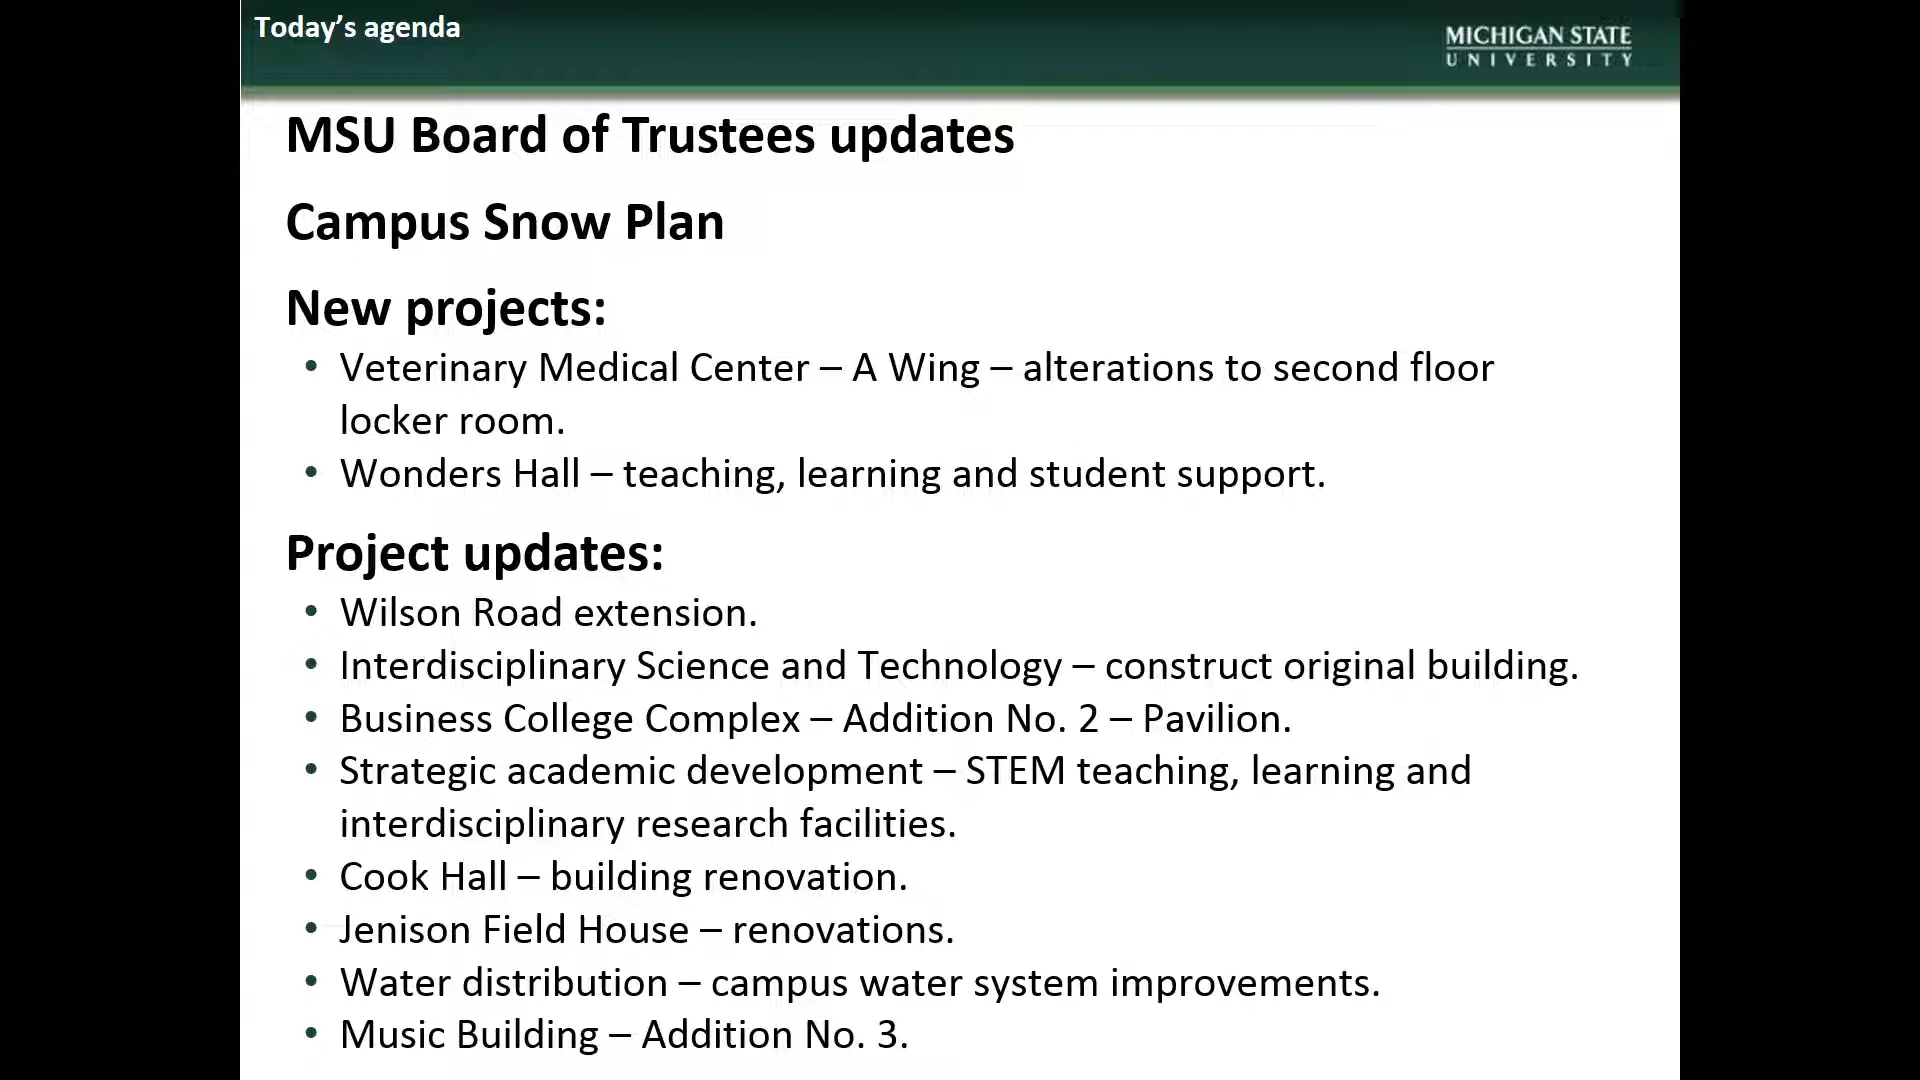 Today’s agenda
MICHIGAN STATE
UNIVERSITY
MSU Board of Trustees updates
Campus Snow Plan
New projects:
• Veterinary Medical Center – A Wing – alterations to second floor
locker room.
• Wonders Hall – teaching, learning and student support.
Project updates:
• Wilson Road extension.
• Interdisciplinary Science and Technology – construct original building.
• Business College Complex – Addition No. 2 – Pavilion.
• Strategic academic development – STEM teaching, learning and
interdisciplinary research facilities.
• Cook Hall – building renovation.
• Jenison Field House – renovations.
• Water distribution – campus water system improvements.
• Music Building – Addition No. 3.